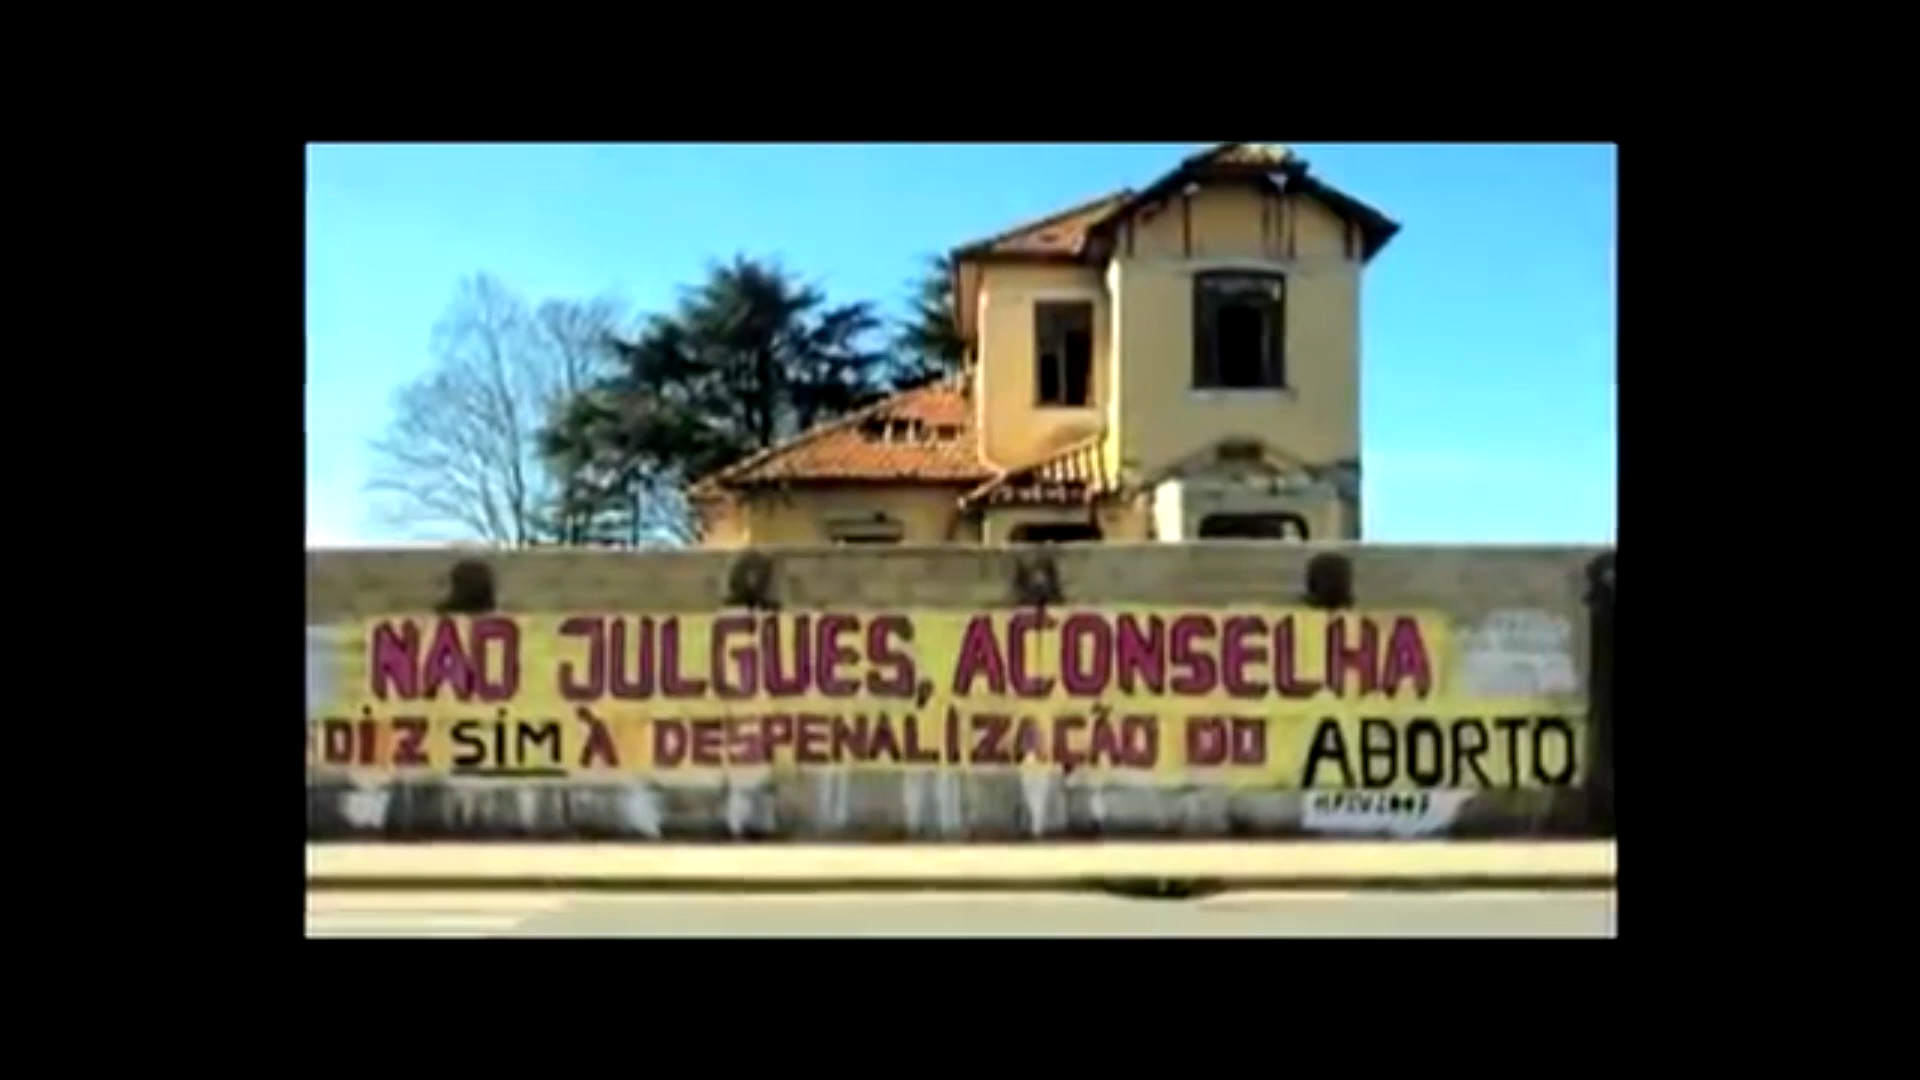 NAO JULGUES, ACONSELHA
DIZ SIM À DESPENALIZAÇÃO DO ABORTO